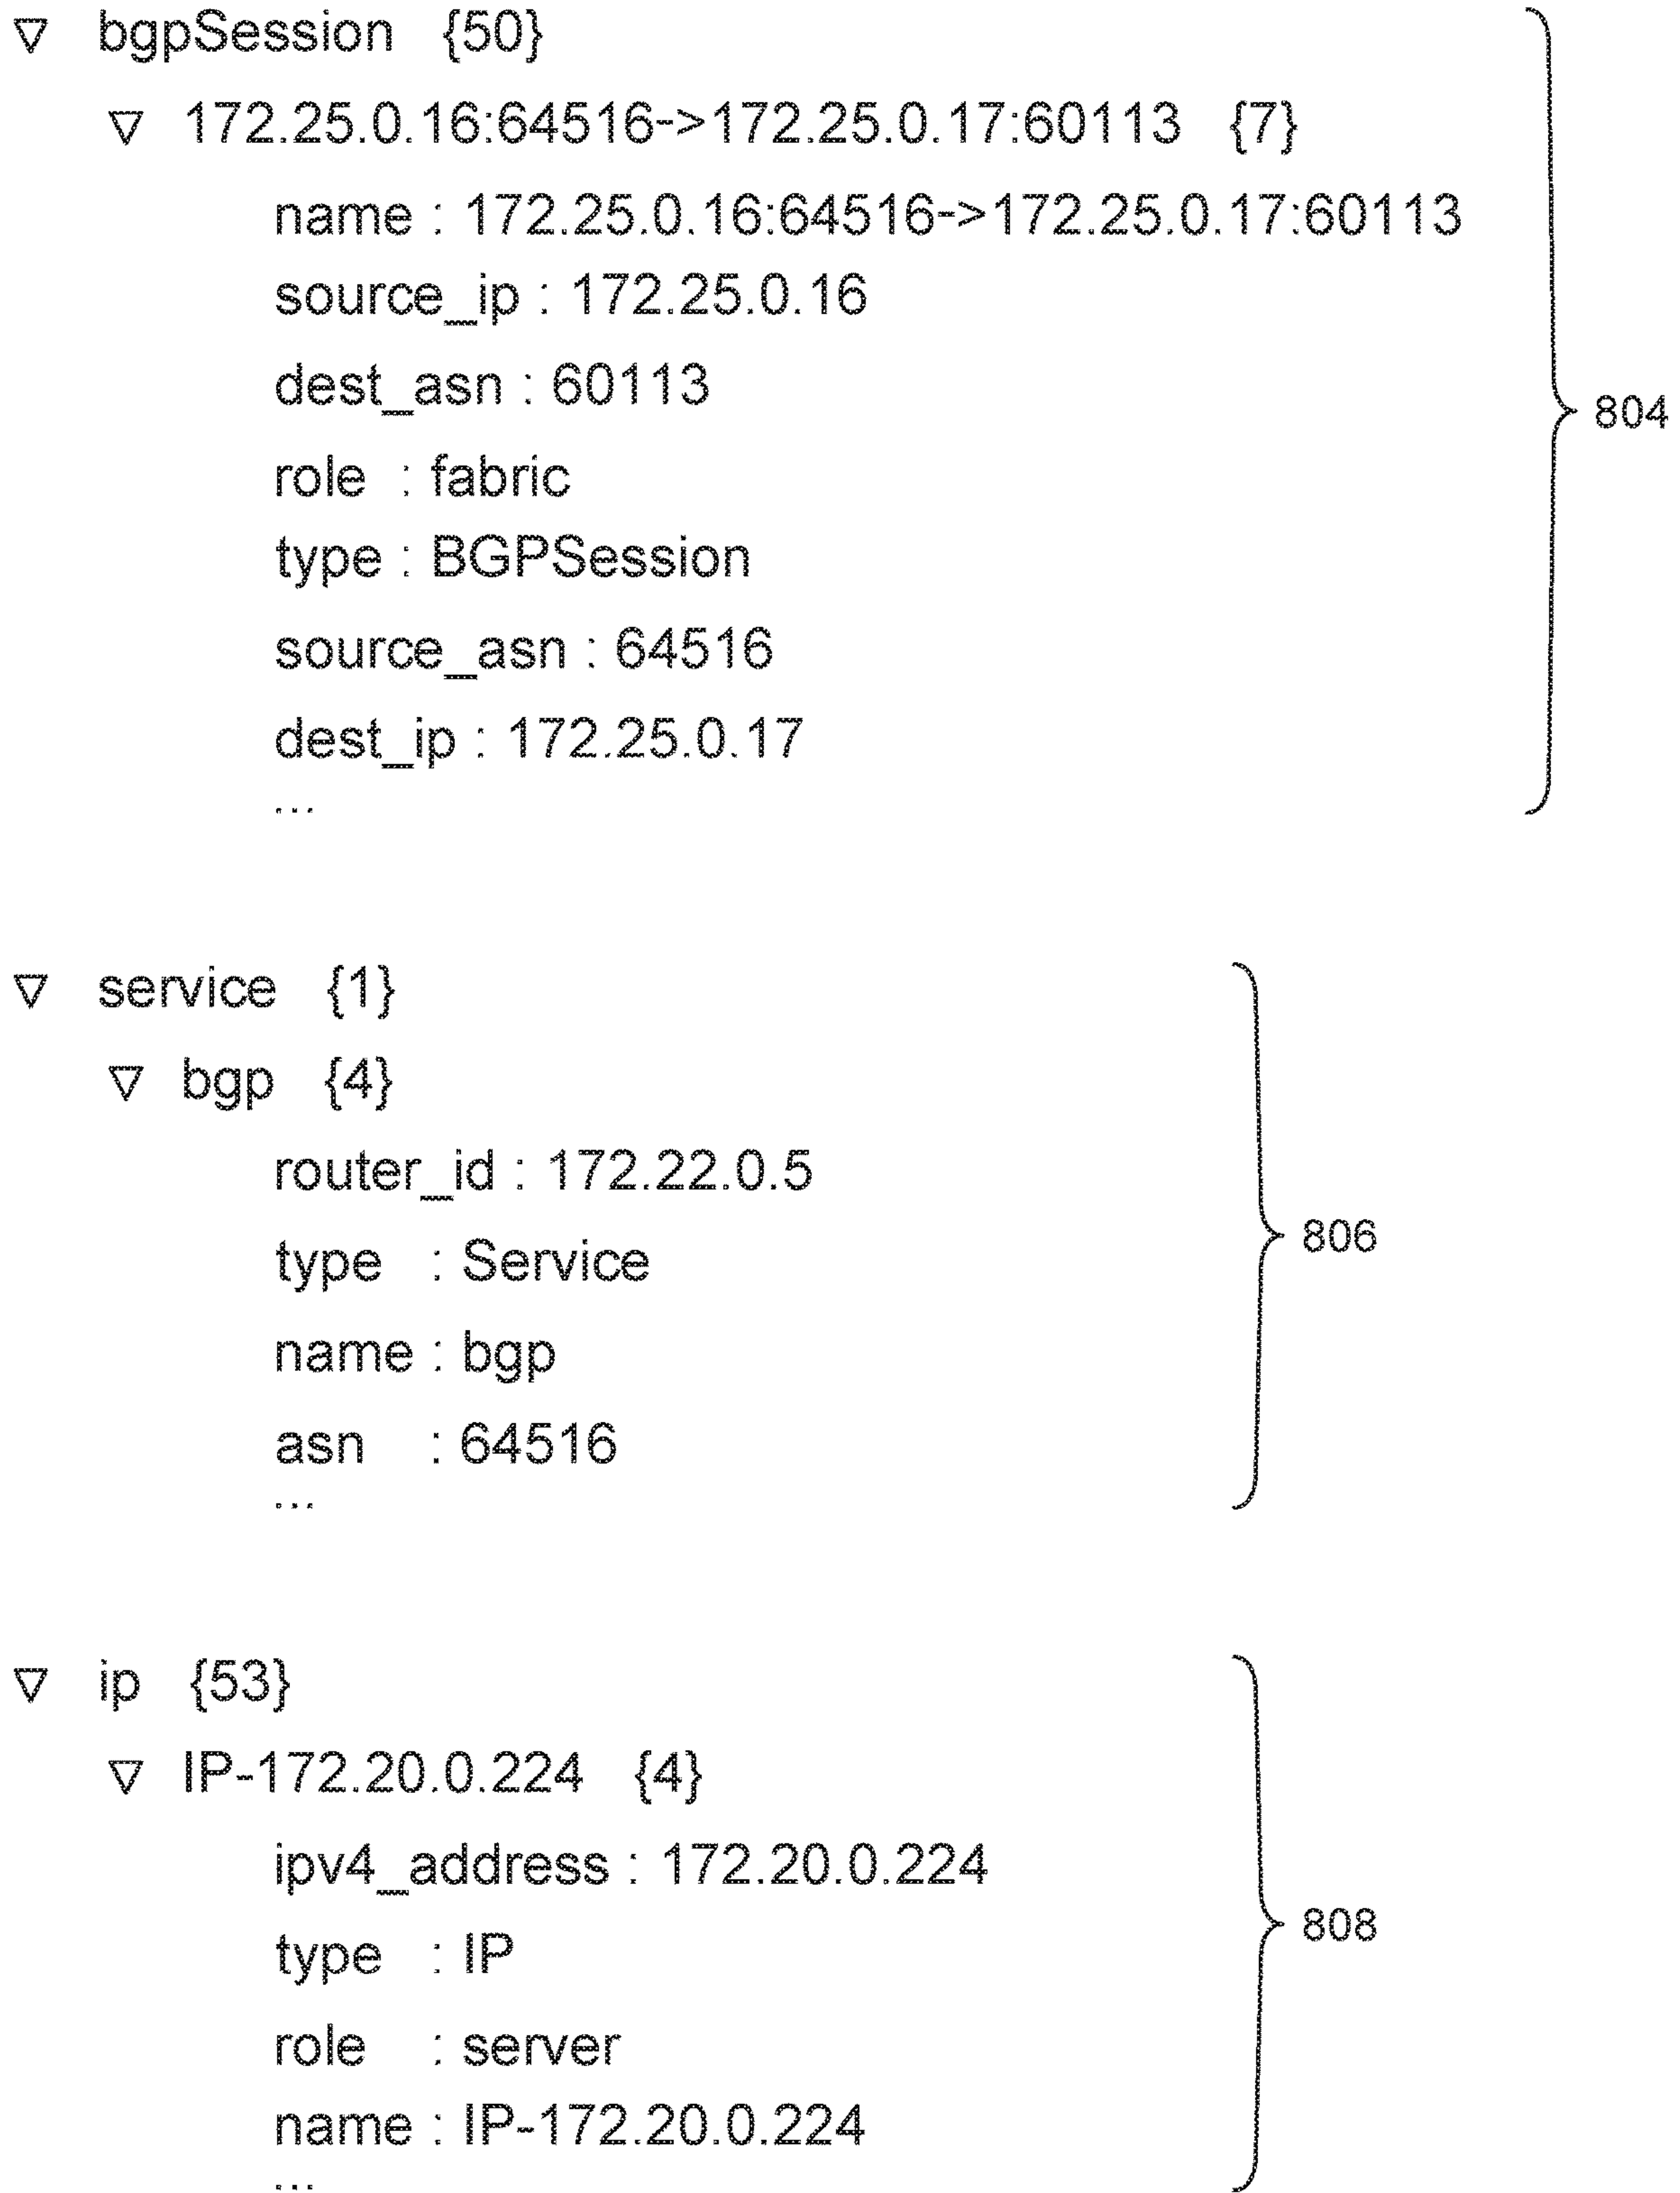 ▽ bgpSession {50}
▽ 172.25.0.16:64516->172.25.0.17:60113 {7}
name : 172.25.0.16:64516->172.25.0.17:60113
source_ip : 172.25.0.16
dest_asn : 60113
804
role : fabric
type : BGPSession
source_asn : 64516
dest_ip : 172.25.0.17
...
▽ service {1}
▽ bgp {4}
router_id : 172.22.0.5
806
type : Service
name : bgp
asn : 64516
...
▽ ip {53}
▽ IP-172.20.0.224 {4}
ipv4_address : 172.20.0.224
808
type : IP
role : server
name : IP-172.20.0.224
...